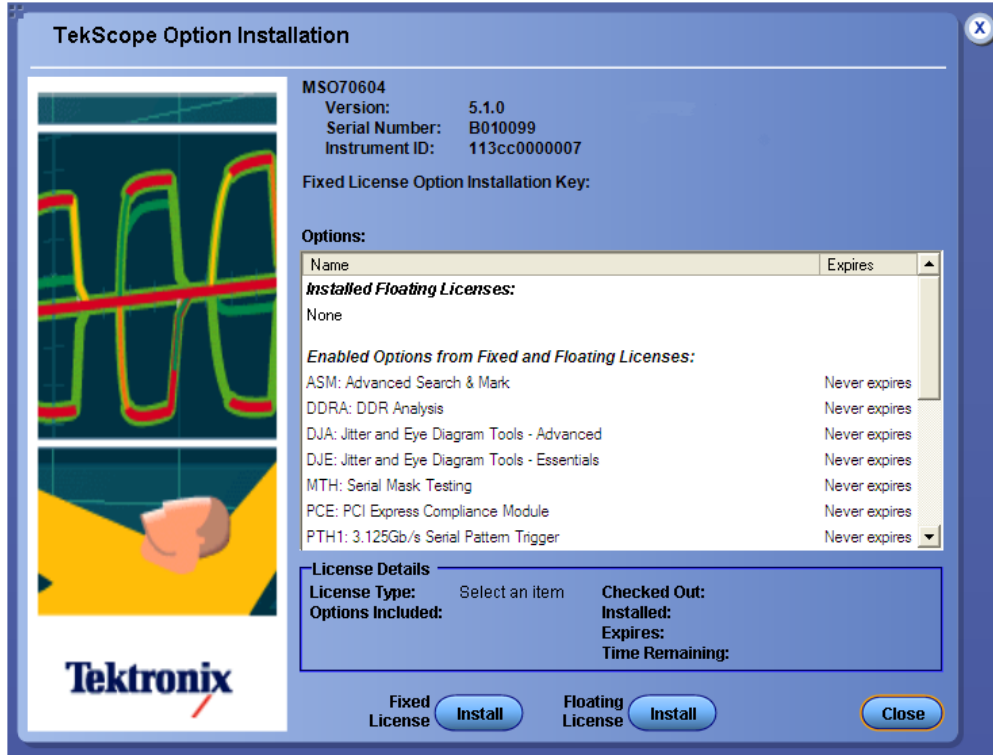 TekScope Option Installation
X
MSO70604
Version: 5.1.0
Serial Number: B010099
Instrument ID: 113cc0000007
Fixed License Option Installation Key:
Options:
Name Expires
Installed Floating Licenses:
None
Enabled Options from Fixed and Floating Licenses:
ASM: Advanced Search & Mark Never expires
DDRA: DDR Analysis Never expires
DJA: Jitter and Eye Diagram Tools - Advanced Never expires
DJE: Jitter and Eye Diagram Tools - Essentials Never expires
MTH: Serial Mask Testing Never expires
PCE: PCI Express Compliance Module Never expires
PTH1: 3.125Gb/s Serial Pattern Trigger Never expires
License Details
License Type: Select an item Checked Out:
Options Included: Installed:
Expires:
Time Remaining:
Tektronix
Fixed License Install Floating License Install Close